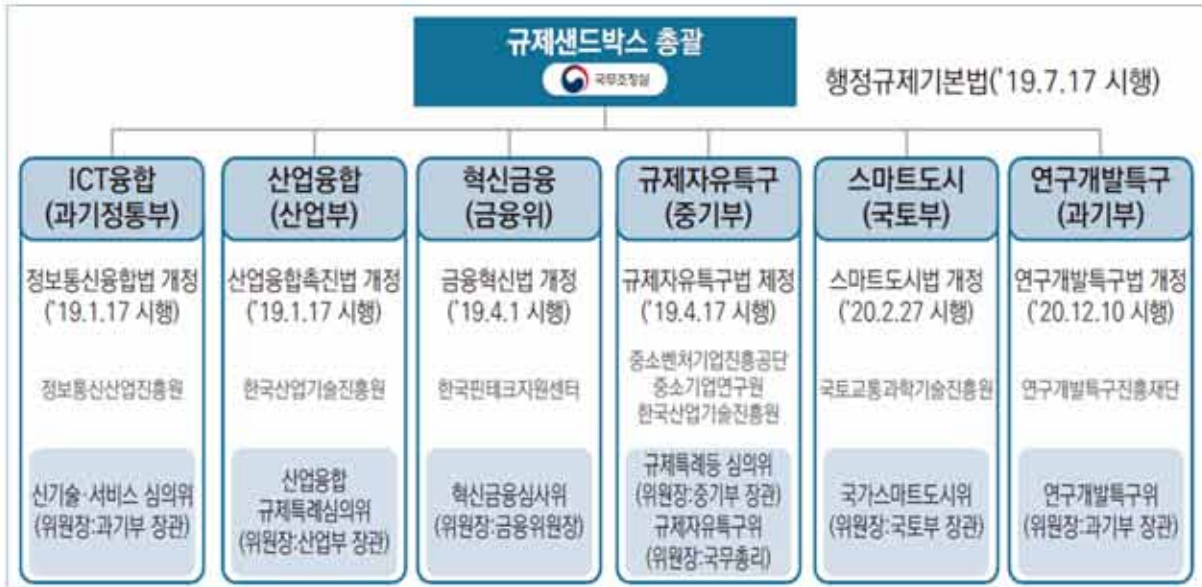 규제샌드박스 총괄
국무조정실
행정규제기본법('19.7.17 시행)
ICT융합
(과기정통부)
정보통신융합법 개정
('19.1.17 시행)
정보통신산업진흥원
신기술·서비스 심의위
(위원장:과기부 장관)
산업융합
(산업부)
산업융합촉진법 개정
('19.1.17 시행)
한국산업기술진흥원
산업융합
규제특례심의위
(위원장:산업부 장관)
혁신금융
(금융위)
금융혁신법 개정
('19.4.1 시행)
한국핀테크지원센터
혁신금융심사위
(위원장:금융위원장)
규제자유특구
(중기부)
규제자유특구법 제정
('19.4.17 시행)
중소벤처기업진흥공단
중소기업연구원
한국산업기술진흥원
규제특례등 심의위
(위원장:중기부 장관)
규제자유특구위
(위원장:국무총리)
스마트도시
(국토부)
스마트도시법 개정
('20.2.27 시행)
국토교통과학기술진흥원
국가스마트도시위
(위원장:국토부 장관)
연구개발특구
(과기부)
연구개발특구법 개정
('20.12.10 시행)
연구개발특구진흥재단
연구개발특구위
(위원장:과기부 장관)